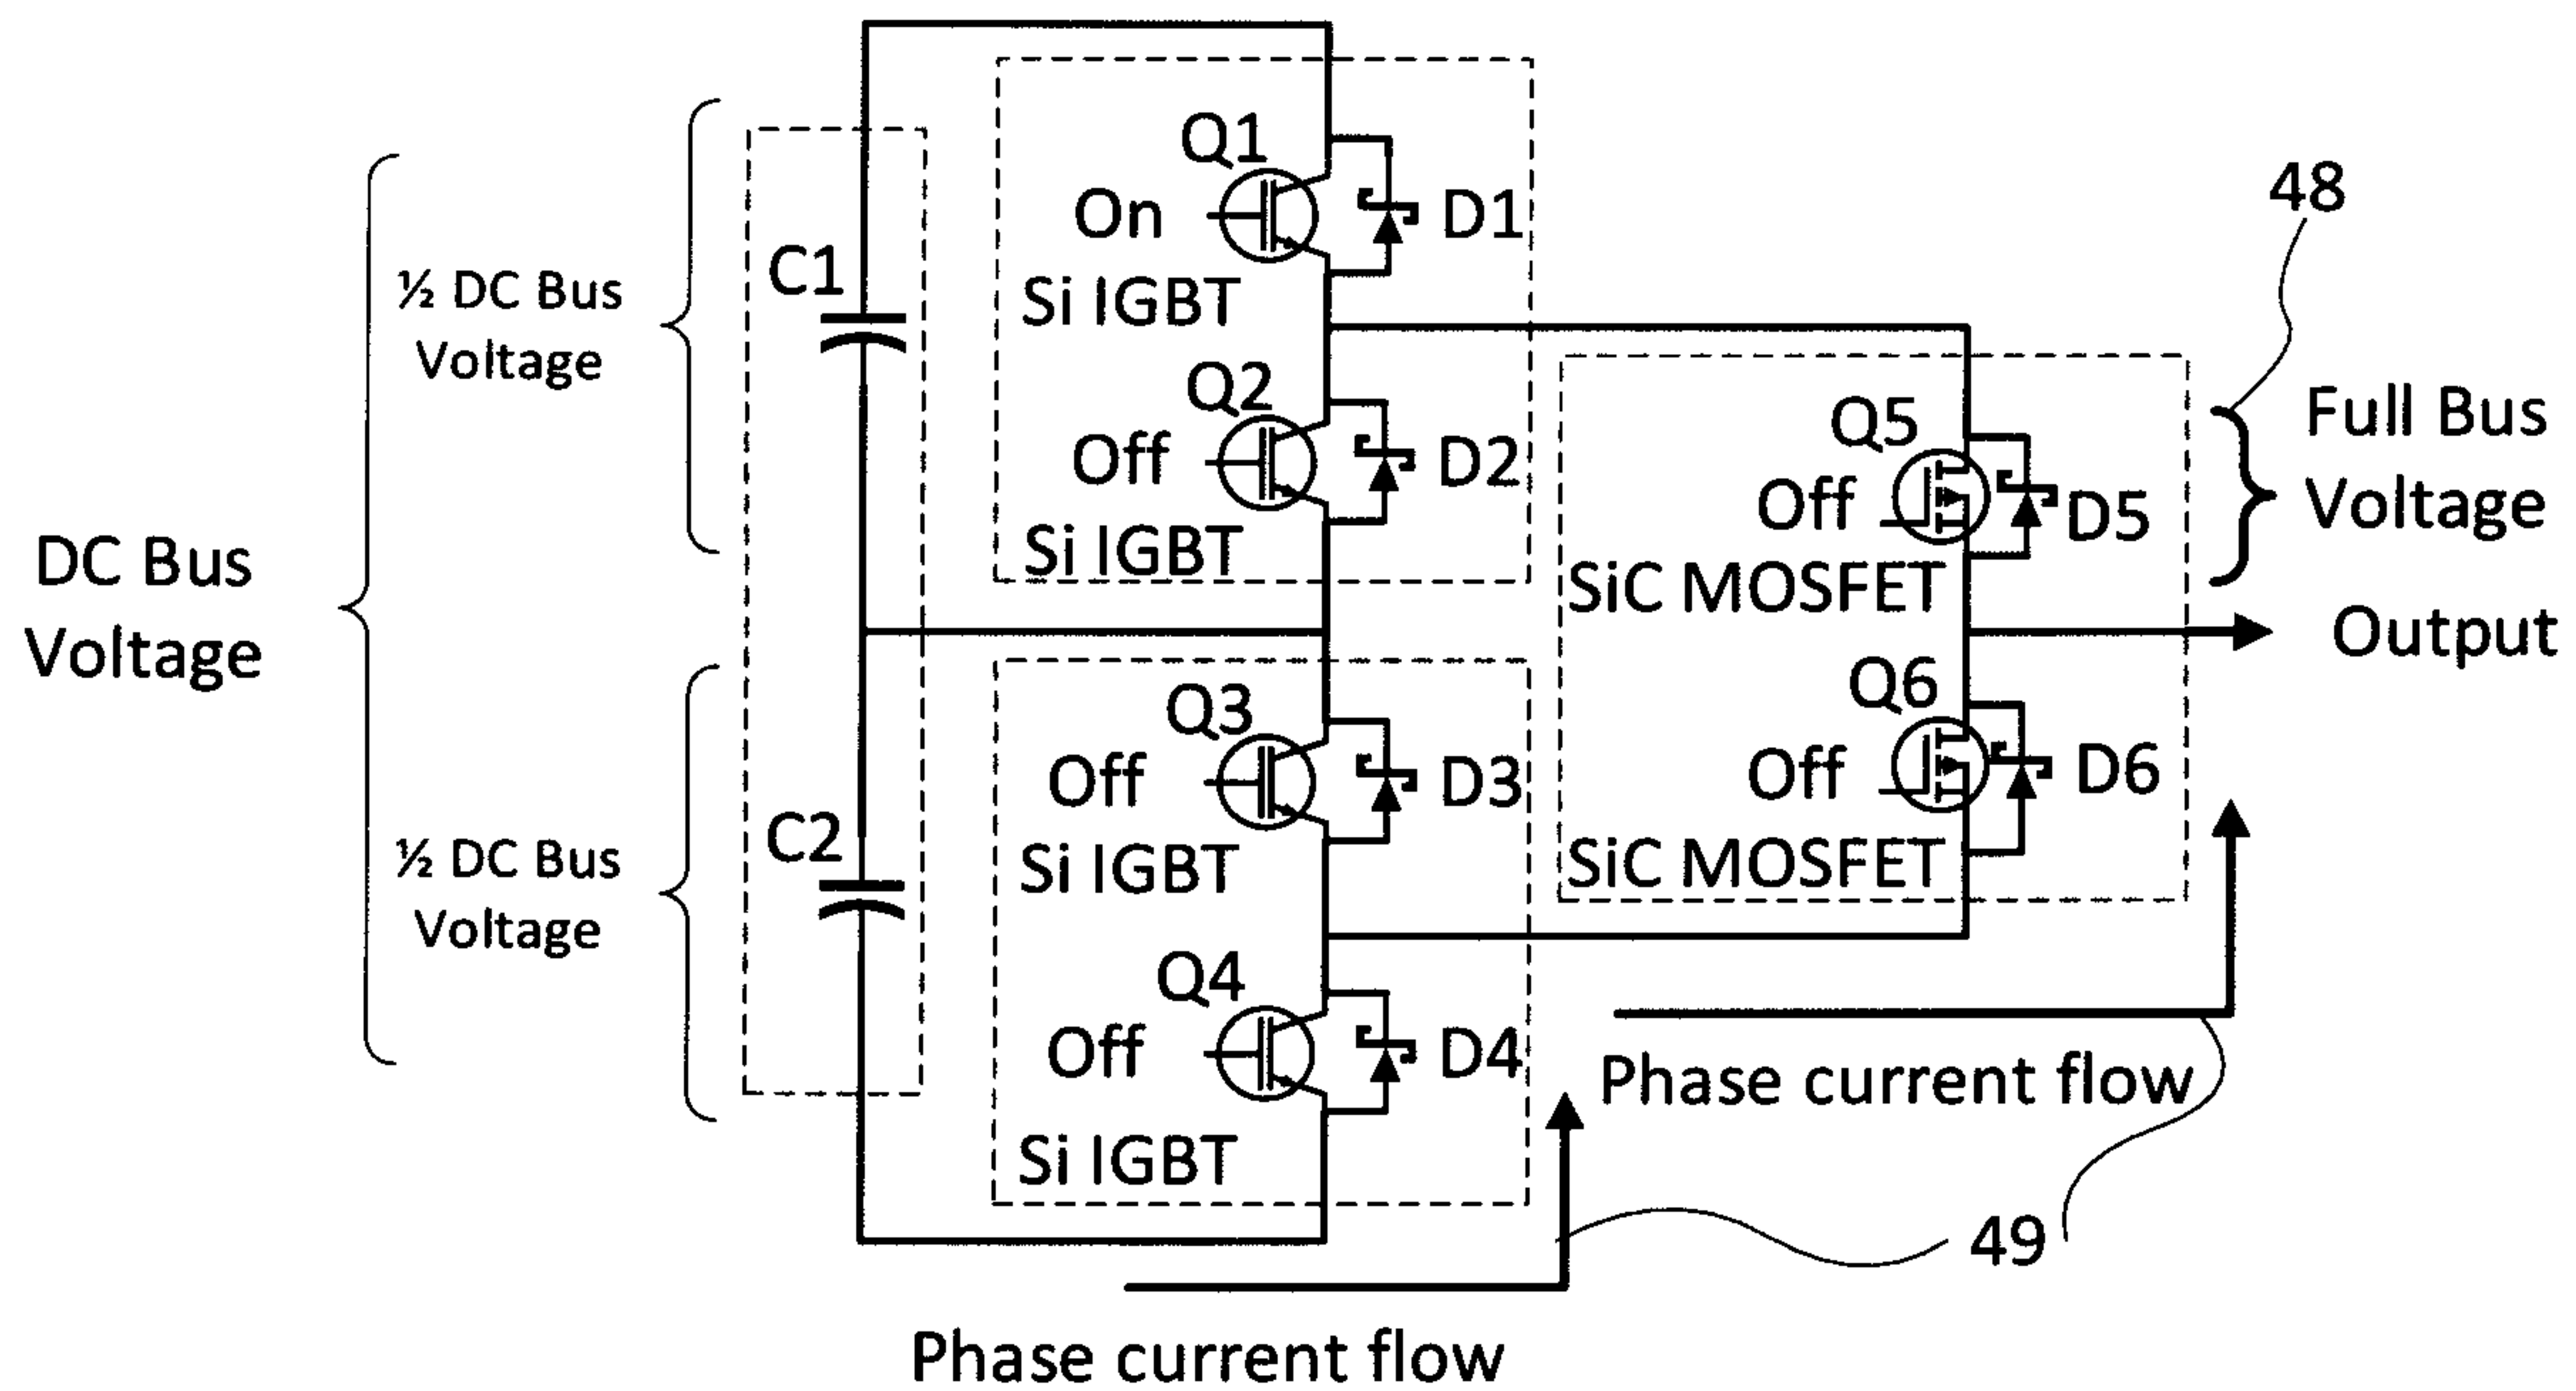 DC Bus
Voltage
½ DC Bus
Voltage
½ DC Bus
Voltage
C1
C2
Q1
On
D1
Si IGBT
Q2
Off
D2
Si IGBT
Q3
Off
D3
Si IGBT
Q4
Off
D4
Si IGBT
Q5
Off
D5
SiC MOSFET
Q6
Off
D6
SiC MOSFET
48
Full Bus
Voltage
Output
Phase current flow
49
Phase current flow